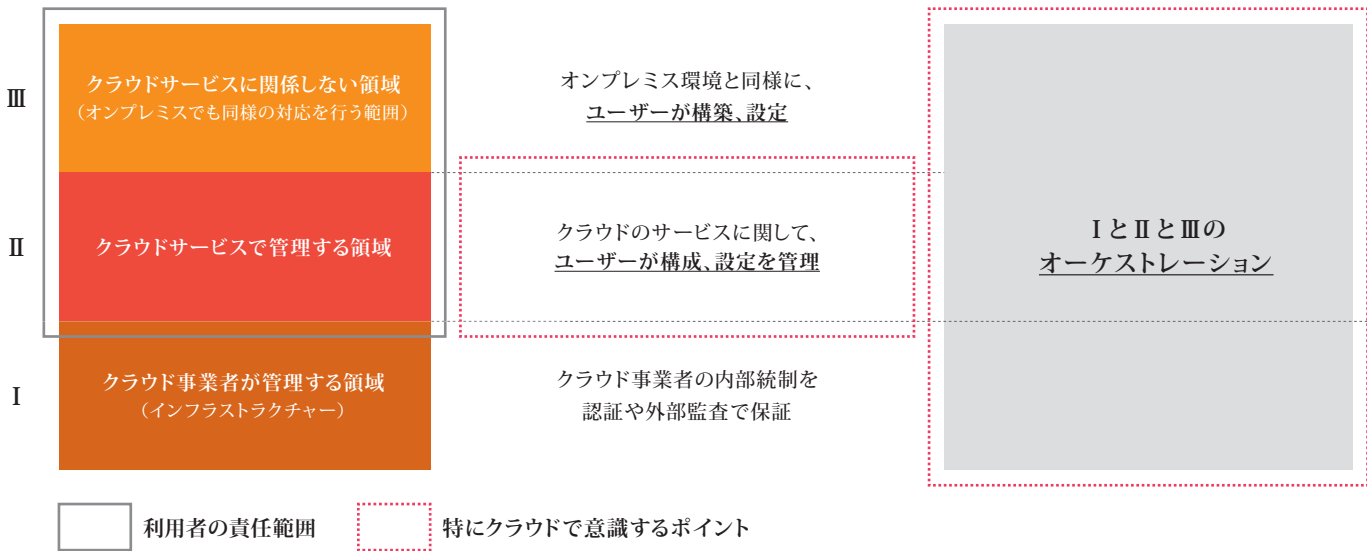 Ⅲ
クラウドサービスに関係しない領域
（オンプレミスでも同様の対応を行う範囲）
オンプレミス環境と同様に、
ユーザーが構築、設定
Ⅱ
クラウドサービスで管理する領域
クラウドのサービスに関して、
ユーザーが構成、設定を管理
ⅠとⅡとⅢの
オーケストレーション
Ⅰ
クラウド事業者が管理する領域
（インフラストラクチャー）
クラウド事業者の内部統制を
認証や外部監査で保証
利用者の責任範囲
特にクラウドで意識するポイント